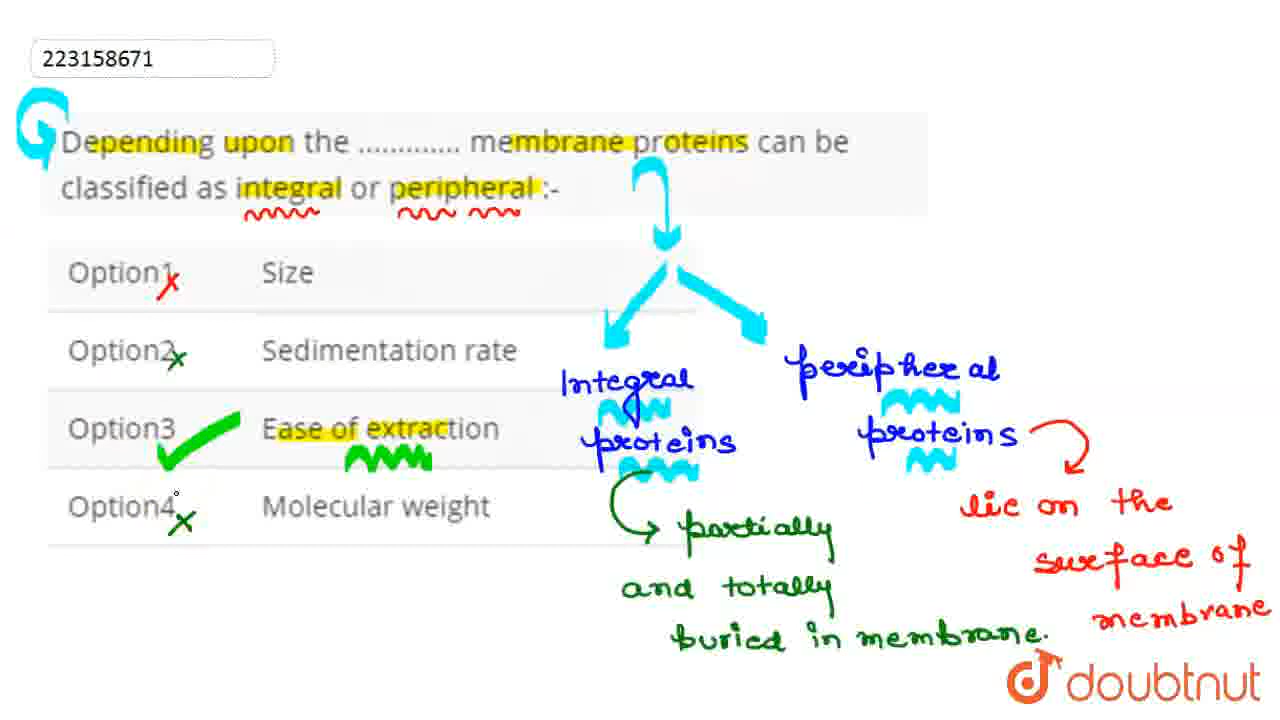 223158671
Depending upon the ............. membrane proteins can be
classified as integral or peripheral :-
Option1 Size
Option2 Sedimentation rate
Option3 Ease of extraction
Option4 Molecular weight
Integral
proteins
peripheral
proteins
partially
and totally
buried in membrane.
lie on the
surface of
membrane
doubtnut